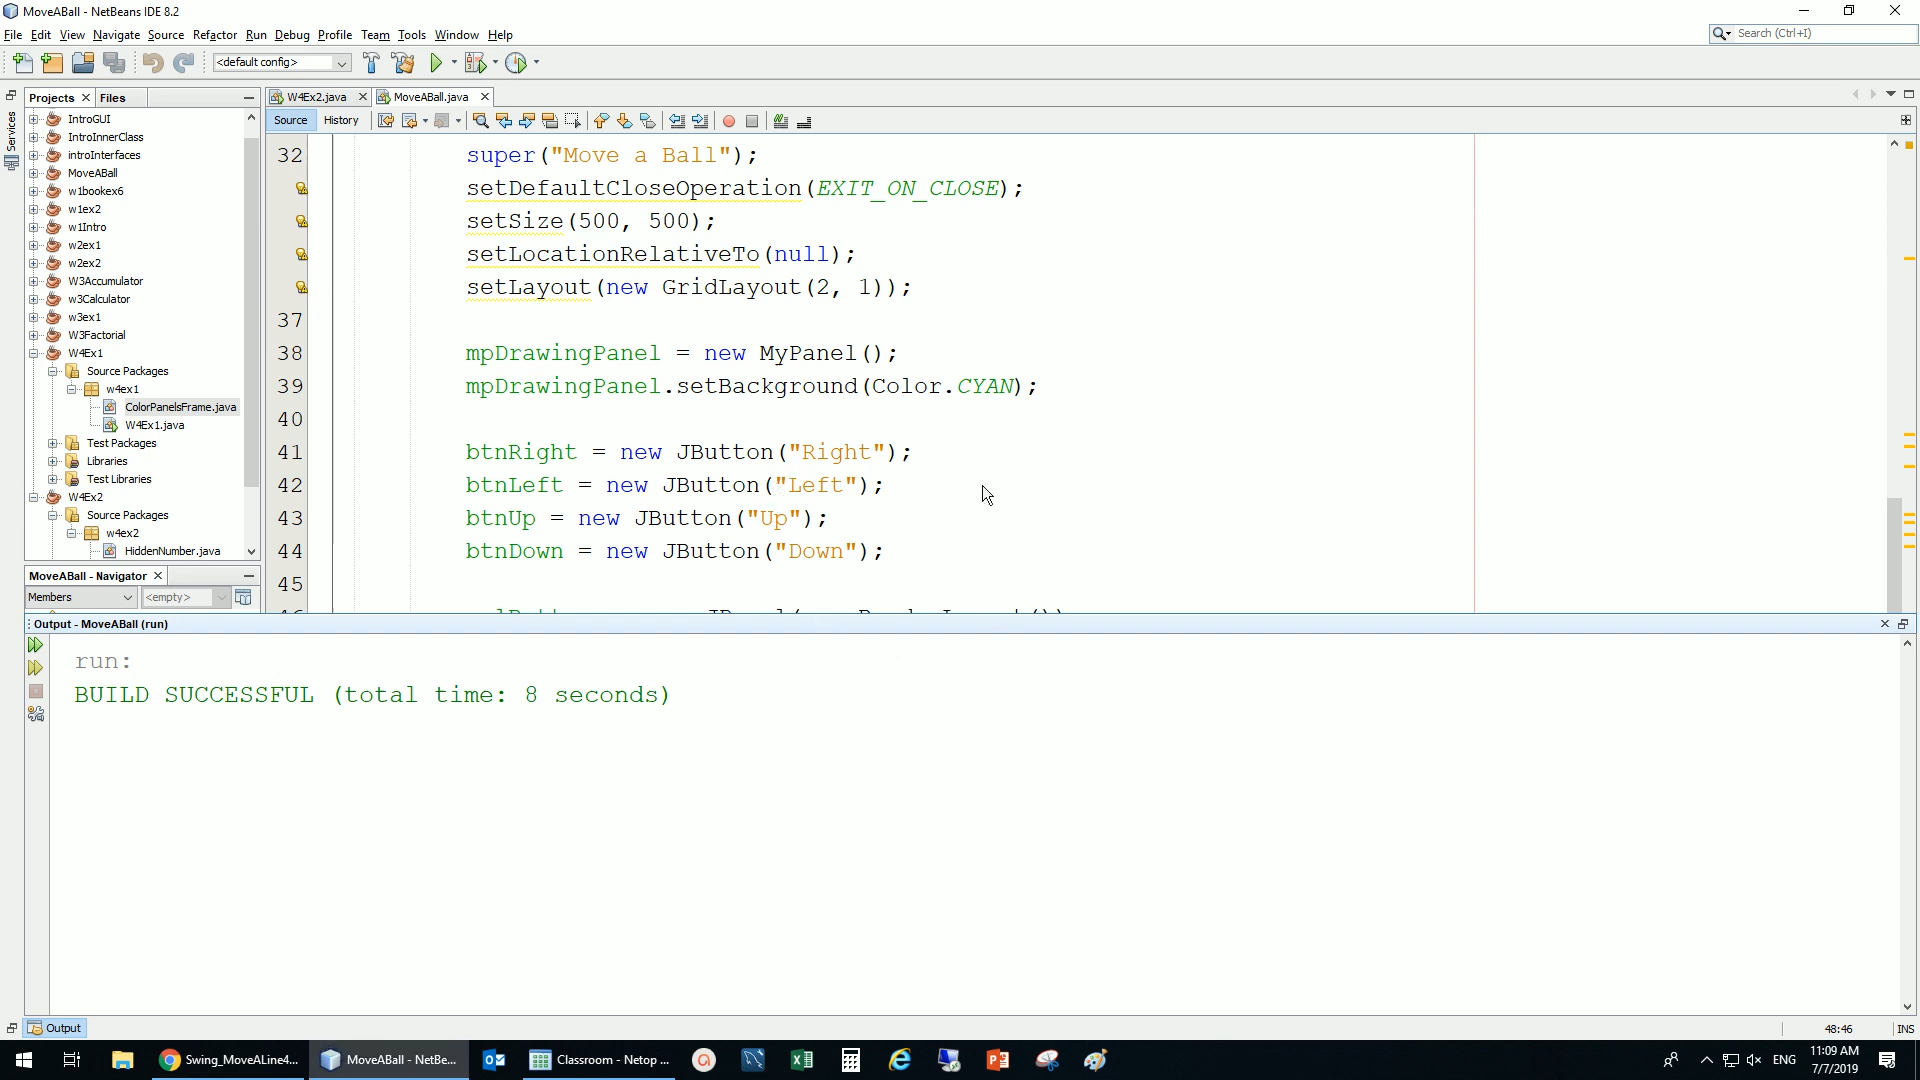 MoveABall - NetBeans IDE 8.2
File Edit View Navigate Source Refactor Run Debug Profile Team Tools Window Help
Search (Ctrl+I)
<default config>
Services
Projects
Files
IntroGUI
IntroInnerClass
introInterfaces
MoveABall
w1bookex6
w1ex2
w1Intro
w2ex1
w2ex2
W3Accumulator
w3Calculator
w3ex1
W3Factorial
W4Ex1
Source Packages
w4ex1
ColorPanelsFrame.java
W4Ex1.java
Test Packages
Libraries
Test Libraries
W4Ex2
Source Packages
w4ex2
HiddenNumber.java
MoveABall - Navigator
Members
<empty>
W4Ex2.java
MoveABall.java
Source
History
32 super("Move a Ball");
setDefaultCloseOperation(EXIT_ON_CLOSE);
setSize(500, 500);
setLocationRelativeTo(null);
setLayout(new GridLayout(2, 1));
37
38 mpDrawingPanel = new MyPanel();
39 mpDrawingPanel.setBackground(Color.CYAN);
40
41 btnRight = new JButton("Right");
42 btnLeft = new JButton("Left");
43 btnUp = new JButton("Up");
44 btnDown = new JButton("Down");
45
Output - MoveABall (run)
run:
BUILD SUCCESSFUL (total time: 8 seconds)
Output
48:46
INS
Swing_MoveALine4...
MoveABall - NetBe...
Classroom - Netop ...
ENG
11:09 AM
7/7/2019